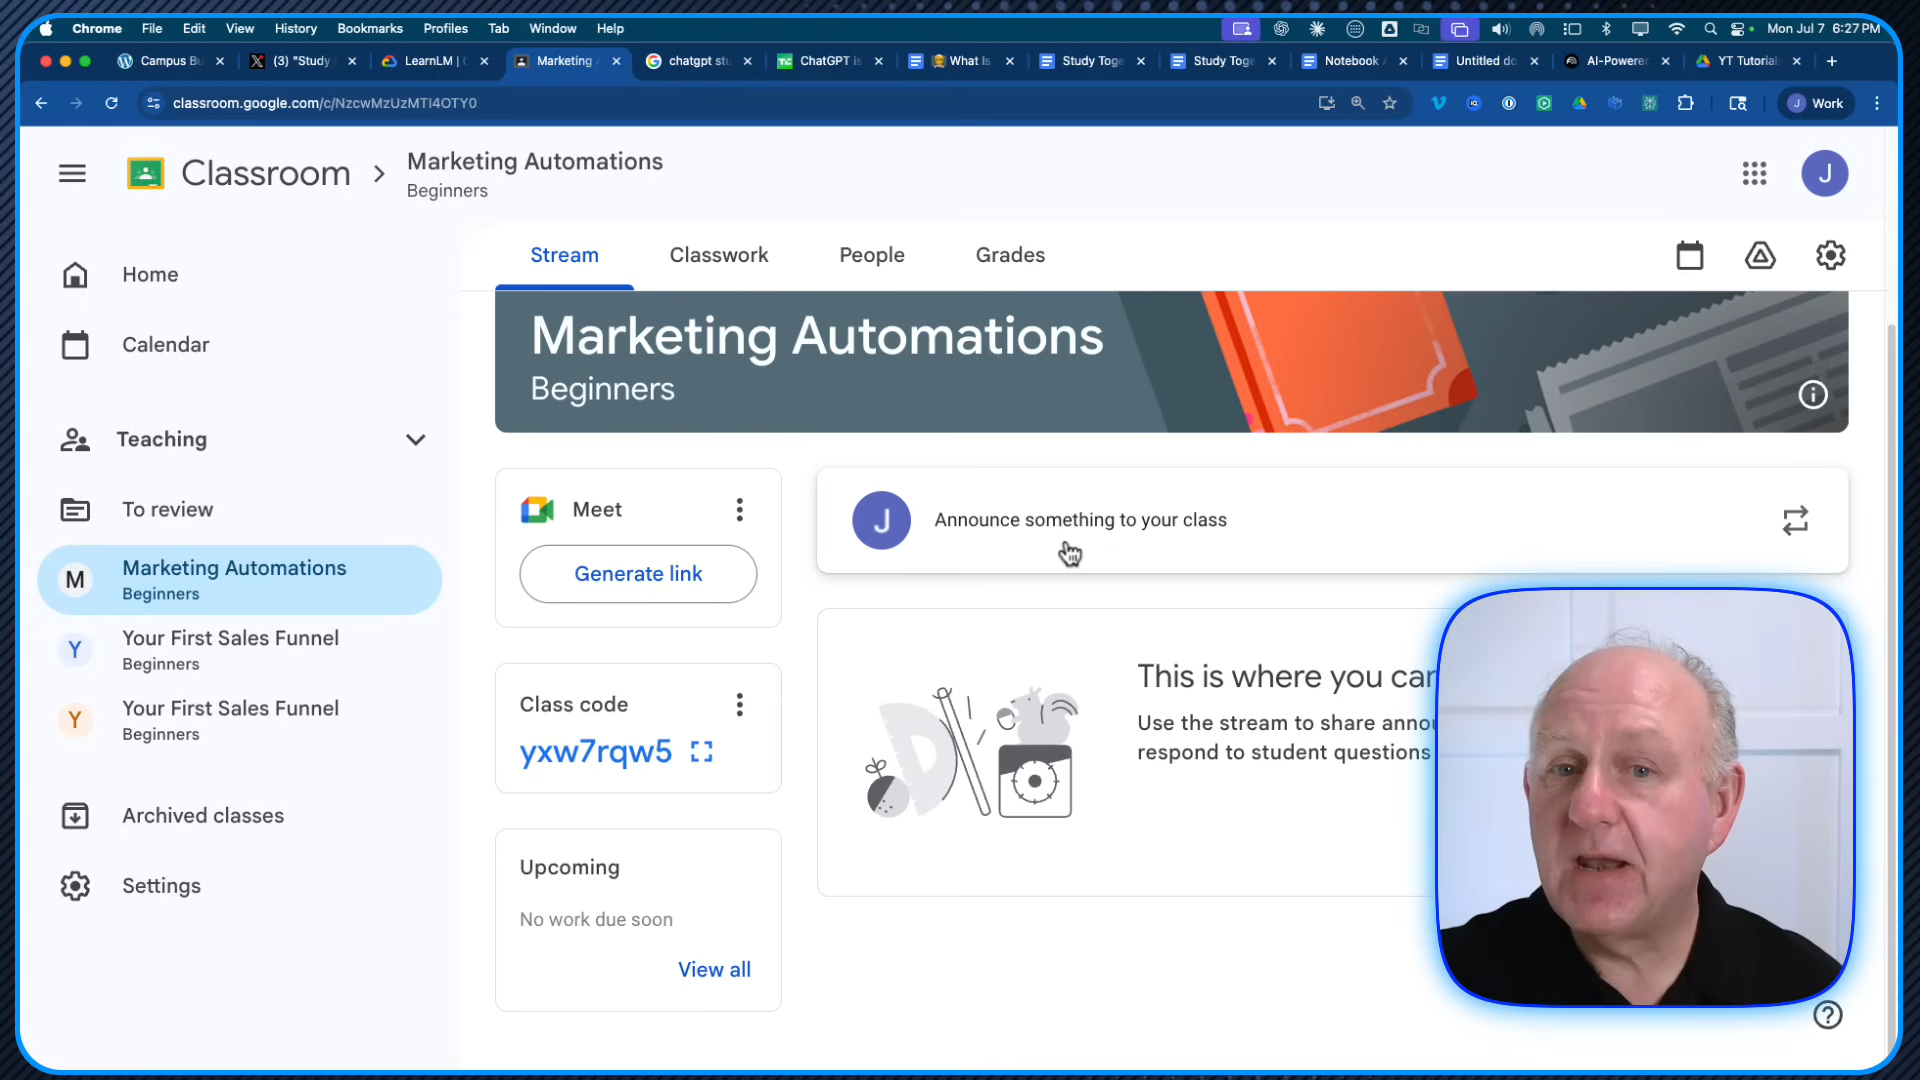 Chrome File Edit View History Bookmarks Profiles Tab Window Help Mon Jul 7 6:27 PM
Campus Bu (3) "Study LearnLM | Marketing chatgpt stu ChatGPT is What Is Study Toge Study Toge Notebook Untitled do AI-Powere YT Tutorial
classroom.google.com/c/NzcwMzUzMTI4OTY0 J Work
Classroom > Marketing Automations
Beginners
J
Stream Classwork People Grades
Home
Calendar
Teaching
To review
M Marketing Automations
Beginners
Y Your First Sales Funnel
Beginners
Y Your First Sales Funnel
Beginners
Archived classes
Settings
Marketing Automations
Beginners
Meet
Generate link
Class code
yxw7rqw5
Upcoming
No work due soon
View all
J Announce something to your class
This is where you can
Use the stream to share annou
respond to student questions